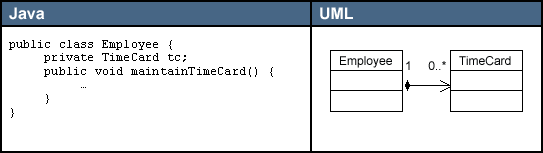 Java
public class Employee {
private TimeCard tc;
public void maintainTimeCard() {
…
}
}
UML
Employee
1
0..*
TimeCard